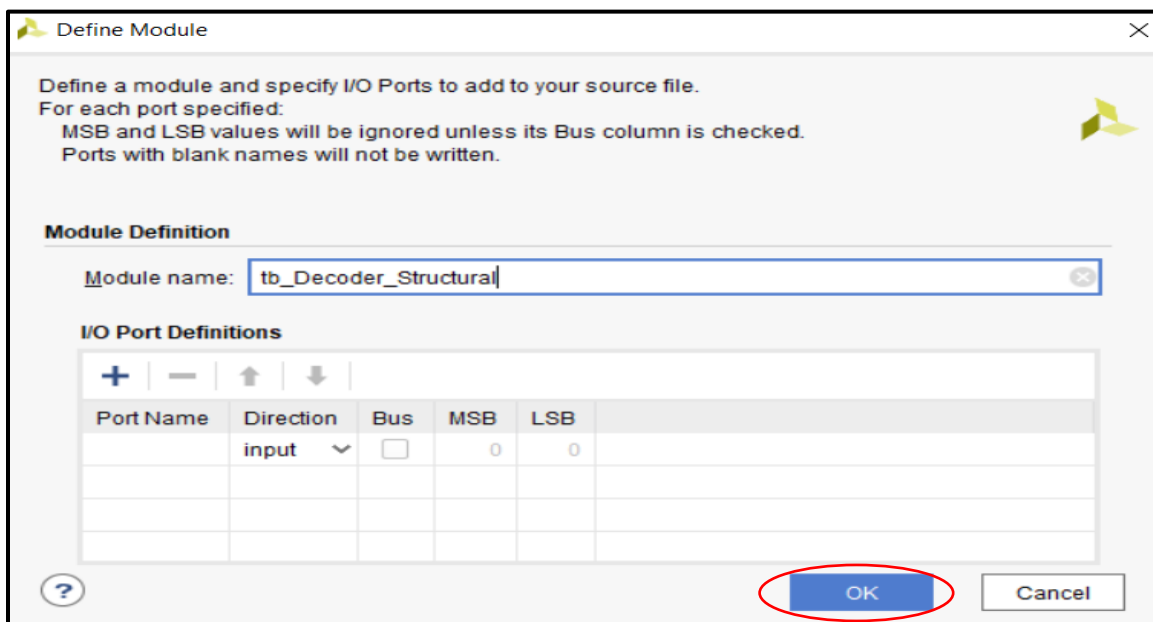 Define Module
Define a module and specify I/O Ports to add to your source file.
For each port specified:
MSB and LSB values will be ignored unless its Bus column is checked.
Ports with blank names will not be written.
Module Definition
Module name: tb_Decoder_Structural
I/O Port Definitions
Port Name Direction Bus MSB LSB
input 0 0
? OK Cancel